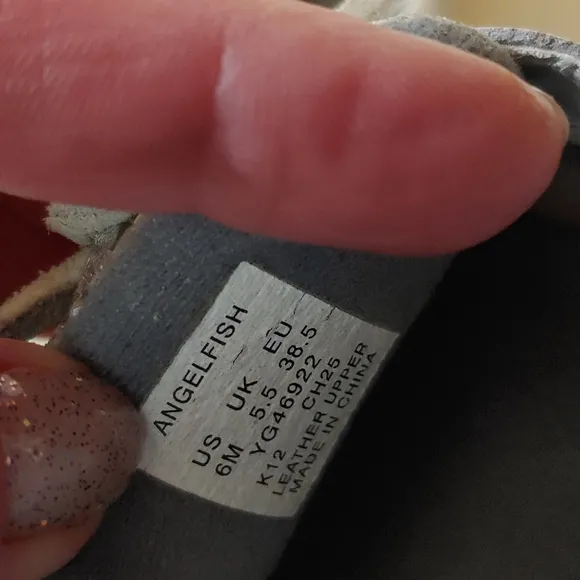 ANGELFISH
US UK EU
6M 5.5 38.5
YG46922
K12 CH25
LEATHER UPPER
MADE IN CHINA